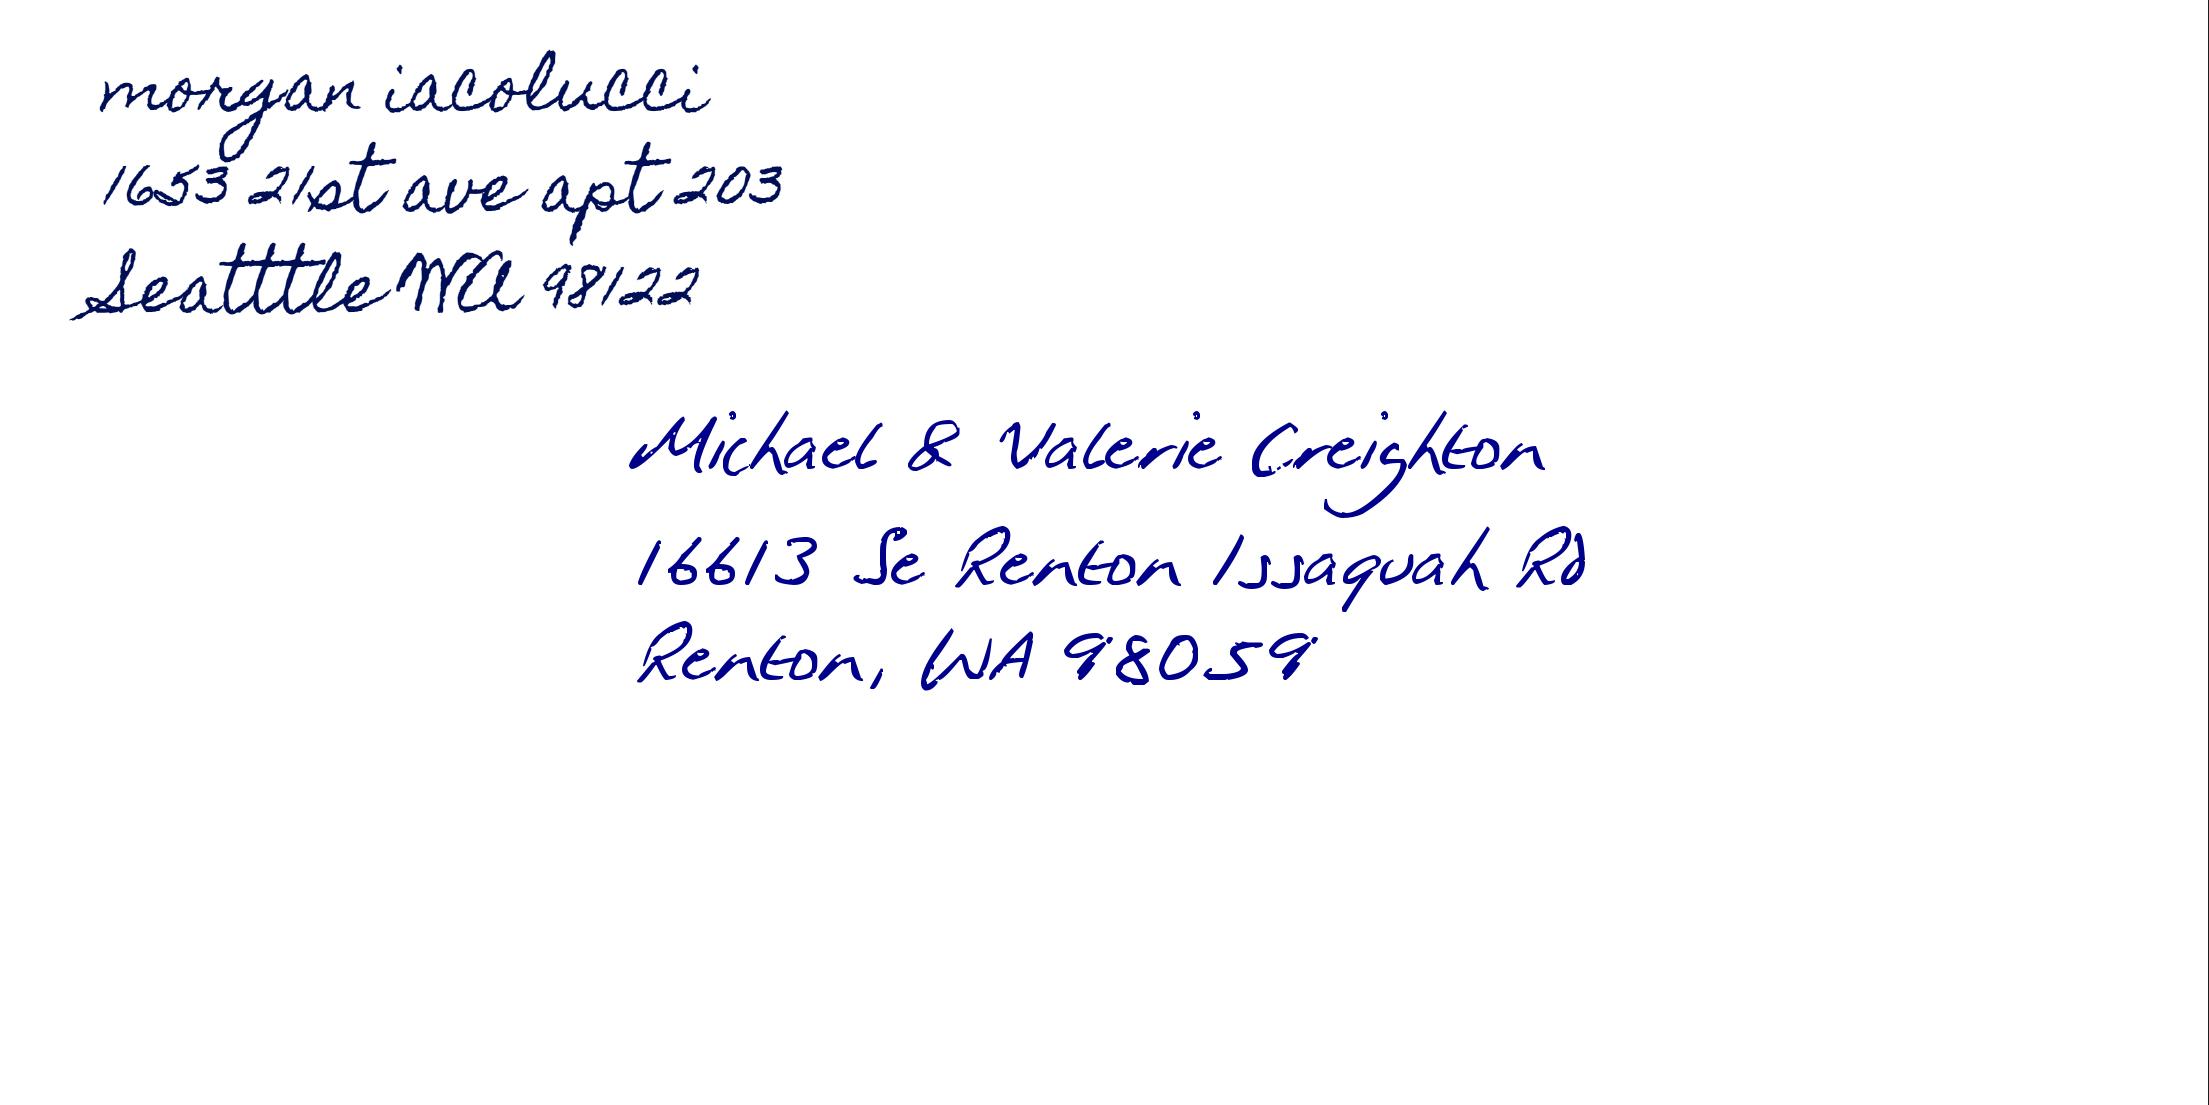 morgan iacolucci
1653 21st ave apt 203
Seatttle WA 98122
Michael & Valerie Creighton
16613 Se Renton Issaquah Rd
Renton, WA 98059